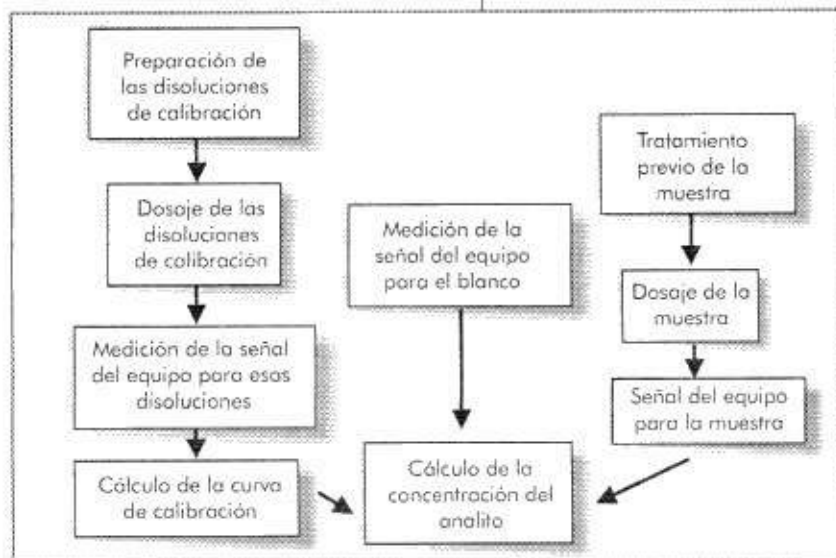 Preparación de
las disoluciones
de calibración
Dosaje de las
disoluciones
de calibración
Medición de la señal
del equipo para esas
disoluciones
Cálculo de la curva
de calibración
Medición de la
señal del equipo
para el blanco
Cálculo de la
concentración del
analito
Tratamiento
previo de la
muestra
Dosaje de la
muestra
Señal del equipo
para la muestra